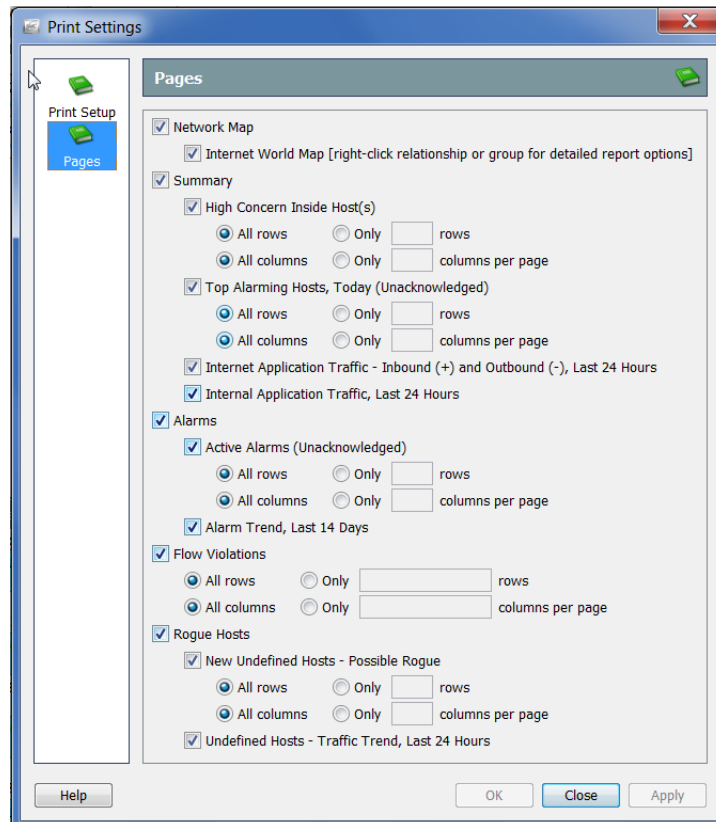 Print Settings
Print Setup
Pages
Pages
Network Map
Internet World Map [right-click relationship or group for detailed report options]
Summary
High Concern Inside Host(s)
All rows Only rows
All columns Only columns per page
Top Alarming Hosts, Today (Unacknowledged)
All rows Only rows
All columns Only columns per page
Internet Application Traffic - Inbound (+) and Outbound (-), Last 24 Hours
Internal Application Traffic, Last 24 Hours
Alarms
Active Alarms (Unacknowledged)
All rows Only rows
All columns Only columns per page
Alarm Trend, Last 14 Days
Flow Violations
All rows Only rows
All columns Only columns per page
Rogue Hosts
New Undefined Hosts - Possible Rogue
All rows Only rows
All columns Only columns per page
Undefined Hosts - Traffic Trend, Last 24 Hours
Help OK Close Apply